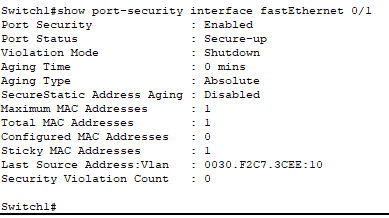 Switch1#show port-security interface fastEthernet 0/1
Port Security : Enabled
Port Status : Secure-up
Violation Mode : Shutdown
Aging Time : 0 mins
Aging Type : Absolute
SecureStatic Address Aging : Disabled
Maximum MAC Addresses : 1
Total MAC Addresses : 1
Configured MAC Addresses : 0
Sticky MAC Addresses : 1
Last Source Address:Vlan : 0030.F2C7.3CEE:10
Security Violation Count : 0
Switch1#